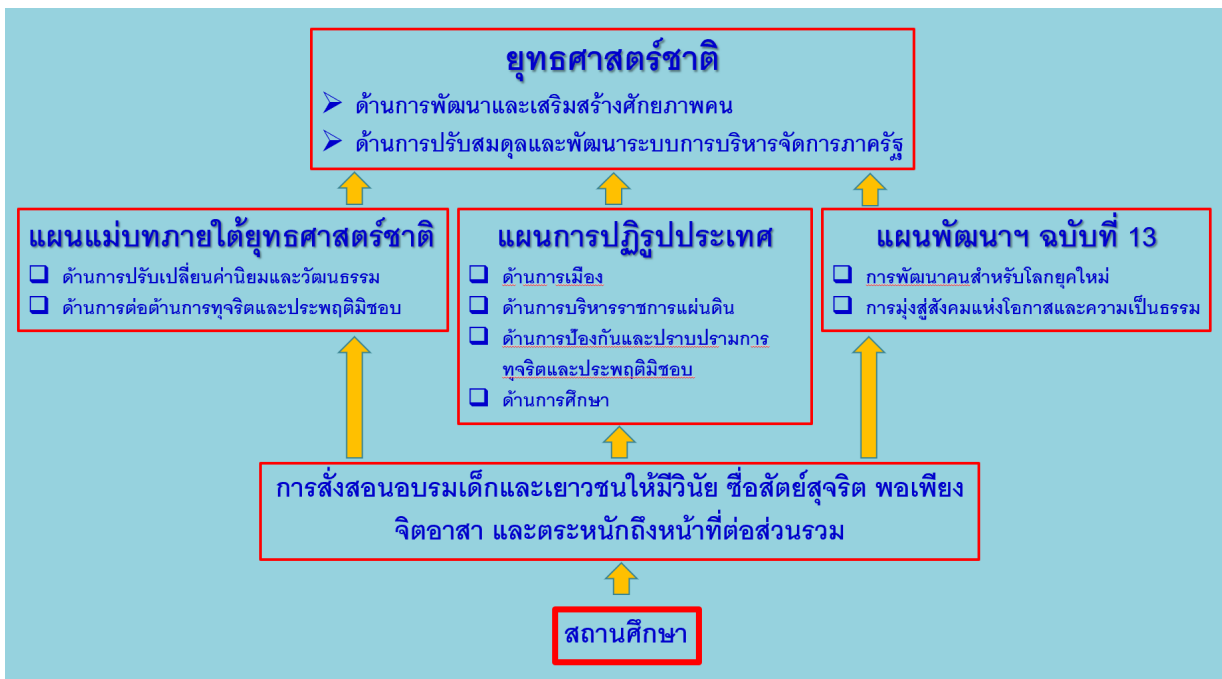 ยุทธศาสตร์ชาติ
➢ ด้านการพัฒนาและเสริมสร้างศักยภาพคน
➢ ด้านการปรับสมดุลและพัฒนาระบบการบริหารจัดการภาครัฐ
แผนแม่บทภายใต้ยุทธศาสตร์ชาติ
❑ ด้านการปรับเปลี่ยนค่านิยมและวัฒนธรรม
❑ ด้านการต่อต้านการทุจริตและประพฤติมิชอบ
แผนการปฏิรูปประเทศ
❑ ด้านการเมือง
❑ ด้านการบริหารราชการแผ่นดิน
❑ ด้านการป้องกันและปราบปรามการ
ทุจริตและประพฤติมิชอบ
❑ ด้านการศึกษา
แผนพัฒนาฯ ฉบับที่ 13
❑ การพัฒนาคนสำหรับโลกยุคใหม่
❑ การมุ่งสู่สังคมแห่งโอกาสและความเป็นธรรม
การสั่งสอนอบรมเด็กและเยาวชนให้มีวินัย ซื่อสัตย์สุจริต พอเพียง
จิตอาสา และตระหนักถึงหน้าที่ต่อส่วนรวม
สถานศึกษา